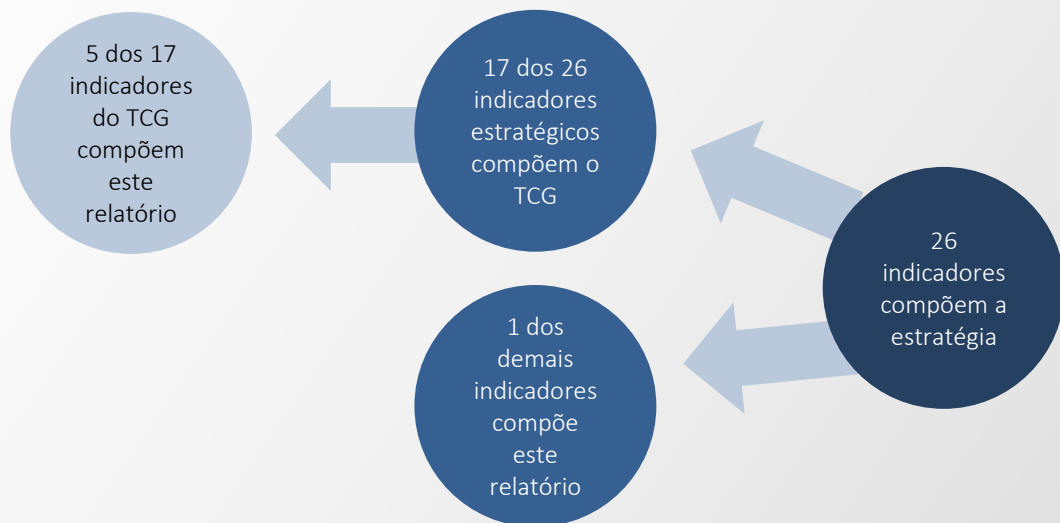 5 dos 17
indicadores
do TCG
compõem
este
relatório
17 dos 26
indicadores
estratégicos
compõem o
TCG
26
indicadores
compõem a
estratégia
1 dos
demais
indicadores
compõe
este
relatório